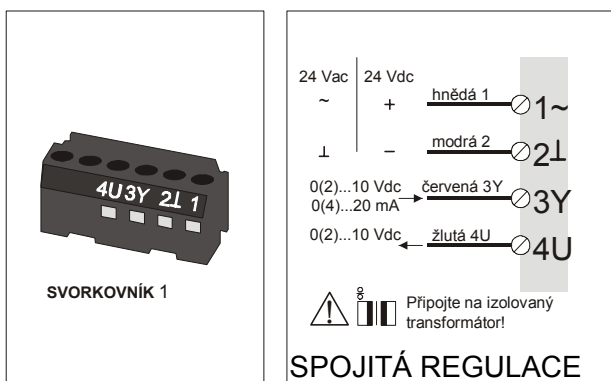 4U 3Y 2⊥ 1
SVORKOVNÍK 1
24 Vac 24 Vdc
~ + hnědá 1 1~
⊥ − modrá 2 2⊥
0(2)...10 Vdc červená 3Y 3Y
0(4)...20 mA
0(2)...10 Vdc žlutá 4U 4U
Připojte na izolovaný
transformátor!
SPOJITÁ REGULACE